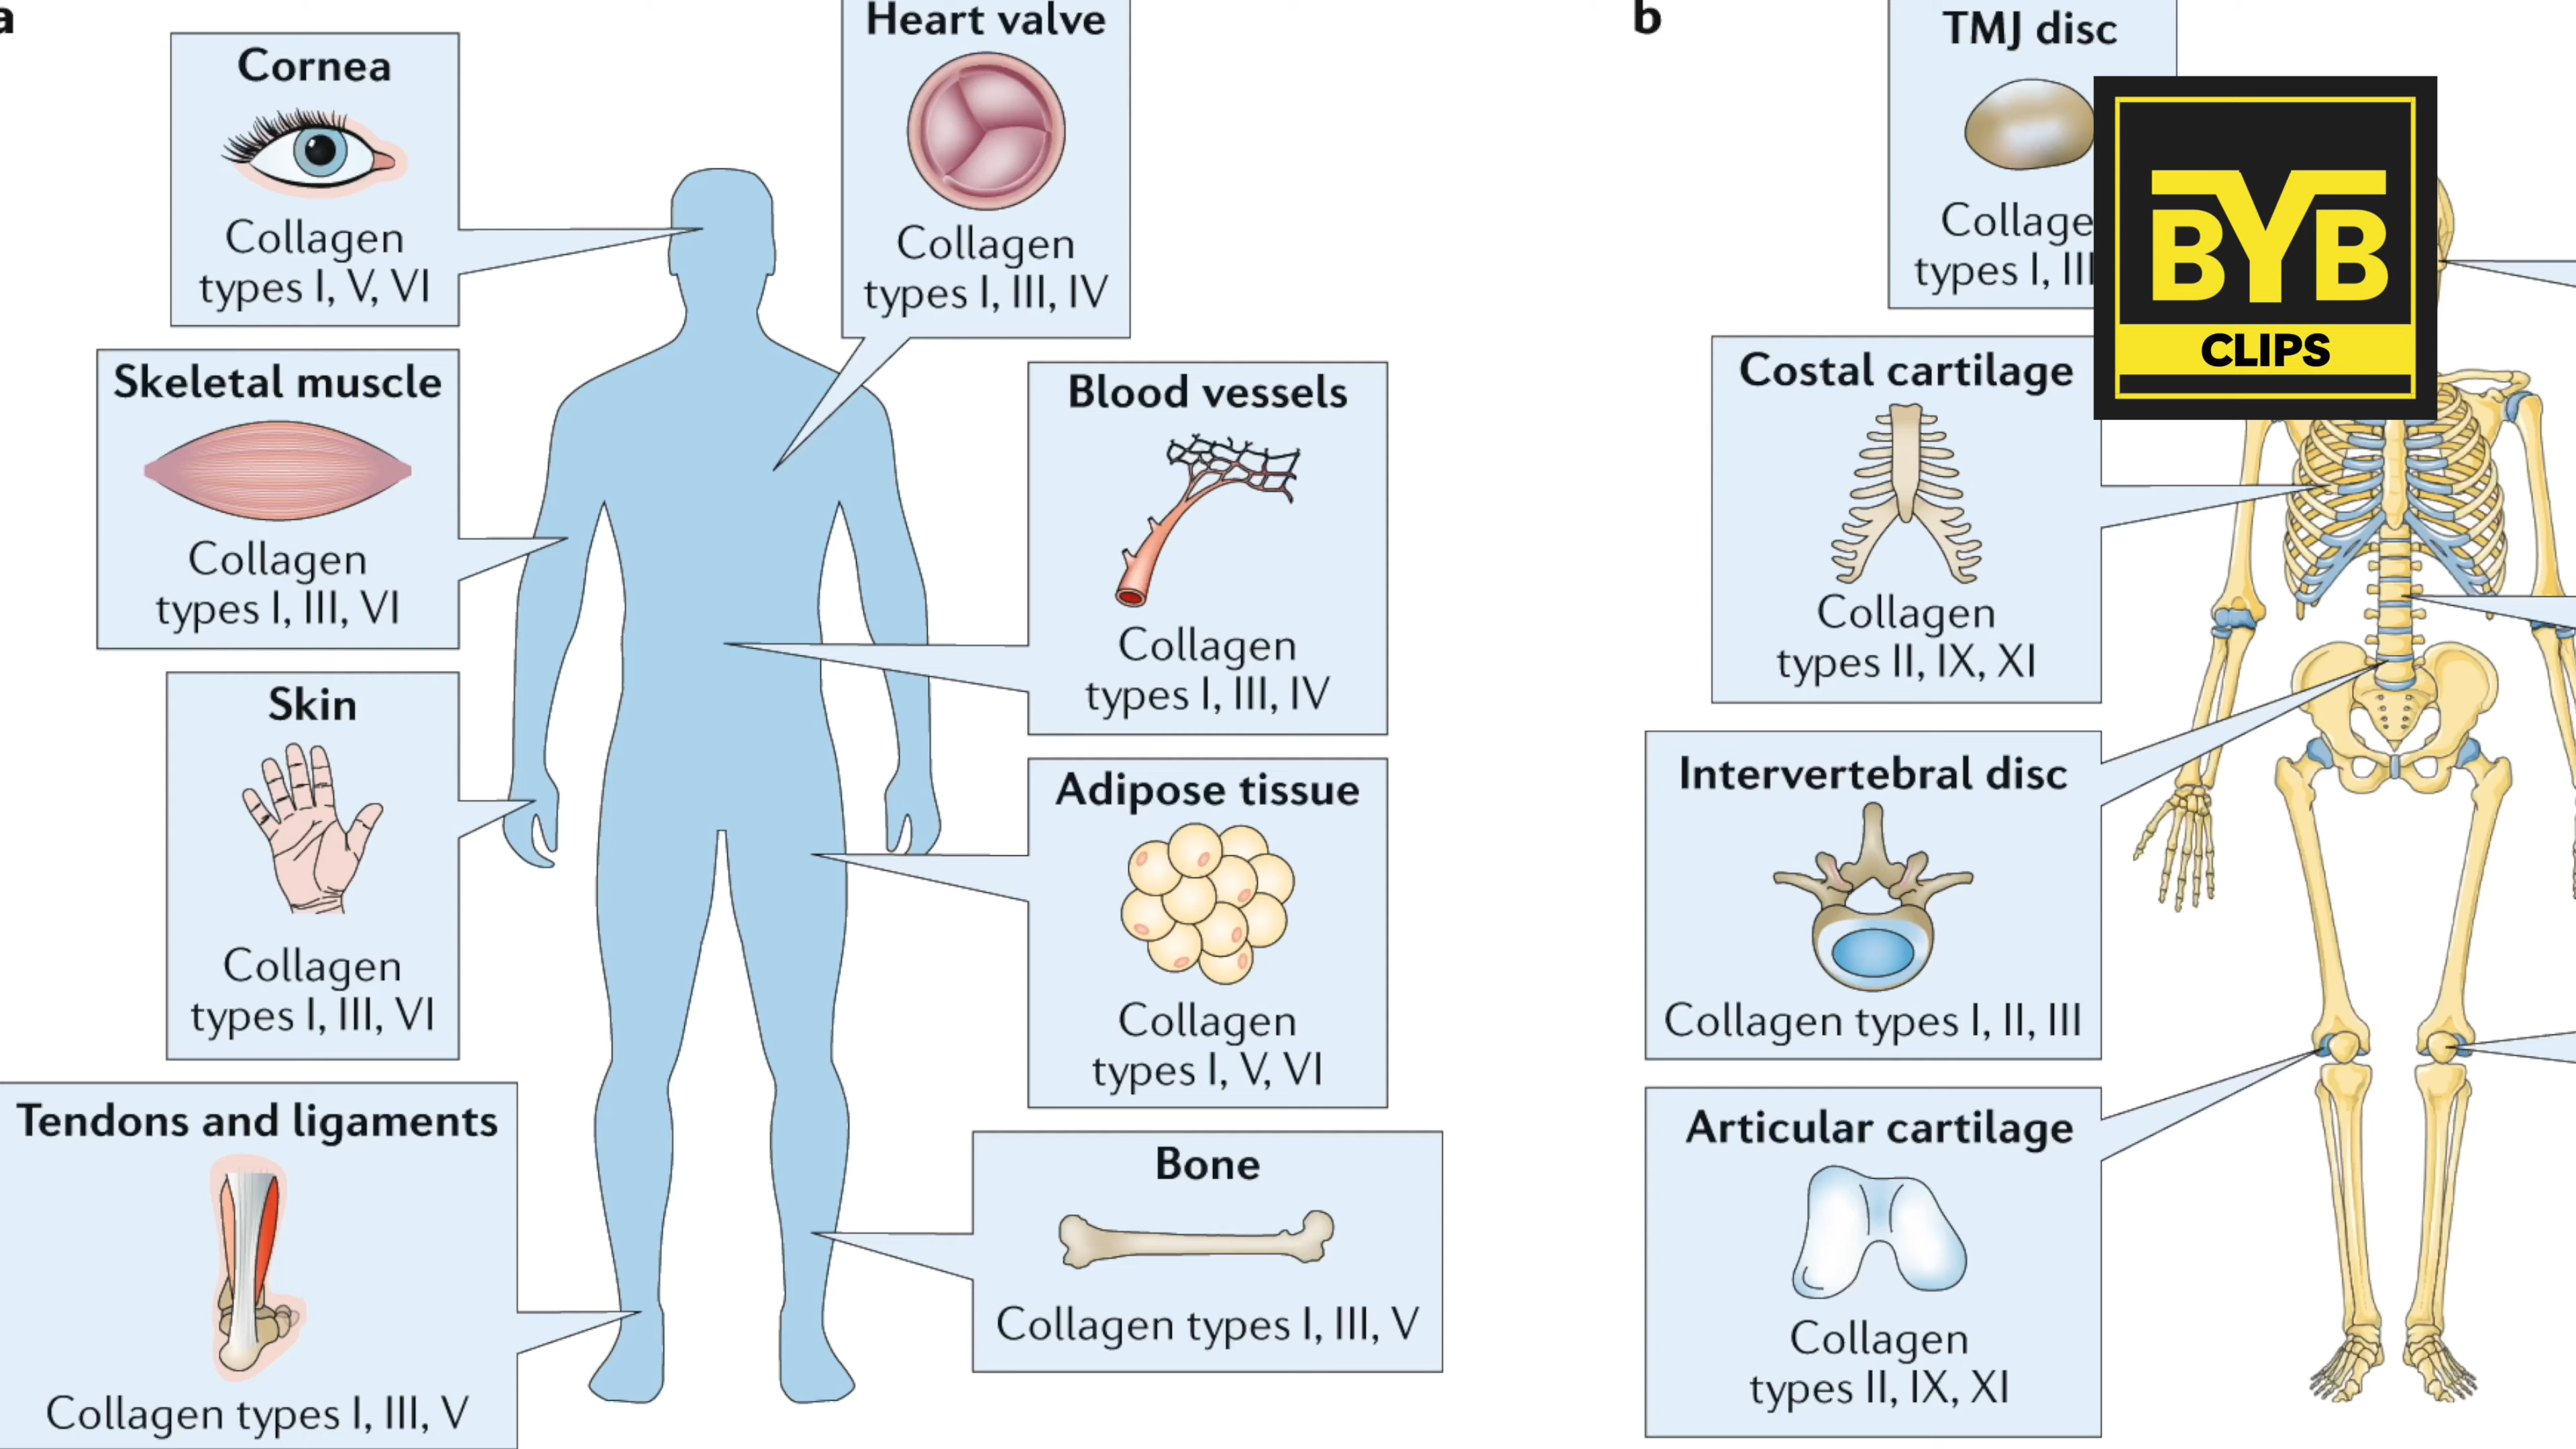 a
Cornea
Collagen
types I, V, VI
Heart valve
Collagen
types I, III, IV
Skeletal muscle
Collagen
types I, III, VI
Blood vessels
Collagen
types I, III, IV
Skin
Collagen
types I, III, VI
Adipose tissue
Collagen
types I, V, VI
Tendons and ligaments
Collagen types I, III, V
Bone
Collagen types I, III, V
b
TMJ disc
types I, III
BYB
CLIPS
Costal cartilage
Collagen
types II, IX, XI
Intervertebral disc
Collagen types I, II, III
Articular cartilage
Collagen
types II, IX, XI